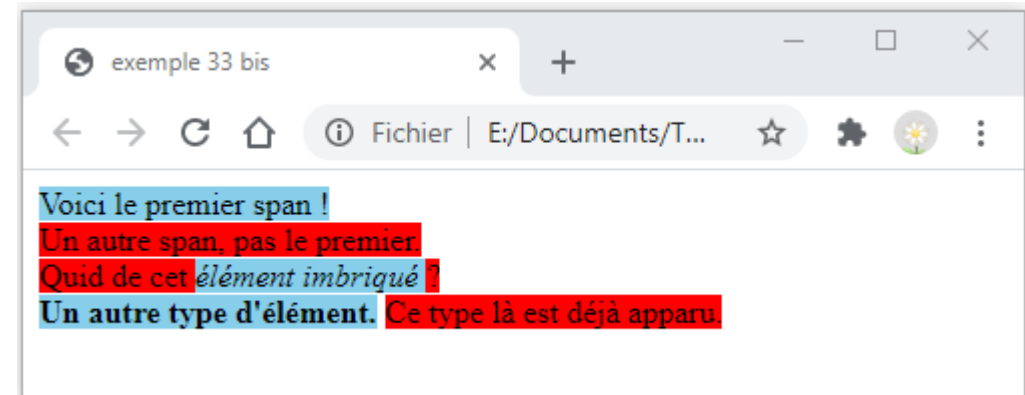 exemple 33 bis
Fichier | E:/Documents/T...
Voici le premier span !
Un autre span, pas le premier.
Quid de cet élément imbriqué ?
Un autre type d'élément. Ce type là est déjà apparu.